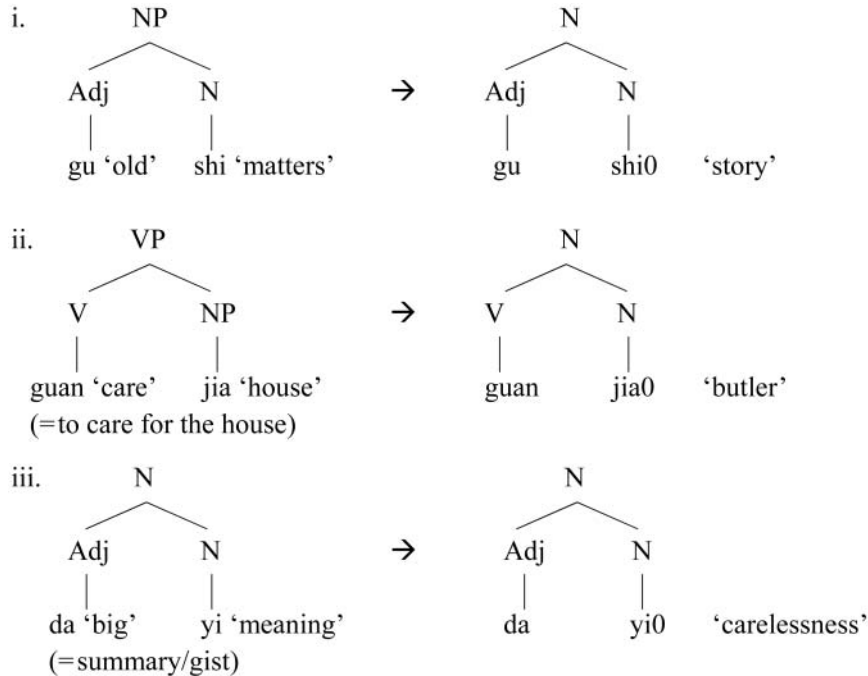 i. NP N
Adj N → Adj N
gu ‘old’ shi ‘matters’ gu shi0 ‘story’
ii. VP N
V NP → V N
guan ‘care’ jia ‘house’ guan jia0 ‘butler’
(=to care for the house)
iii. N N
Adj N → Adj N
da ‘big’ yi ‘meaning’ da yi0 ‘carelessness’
(=summary/gist)